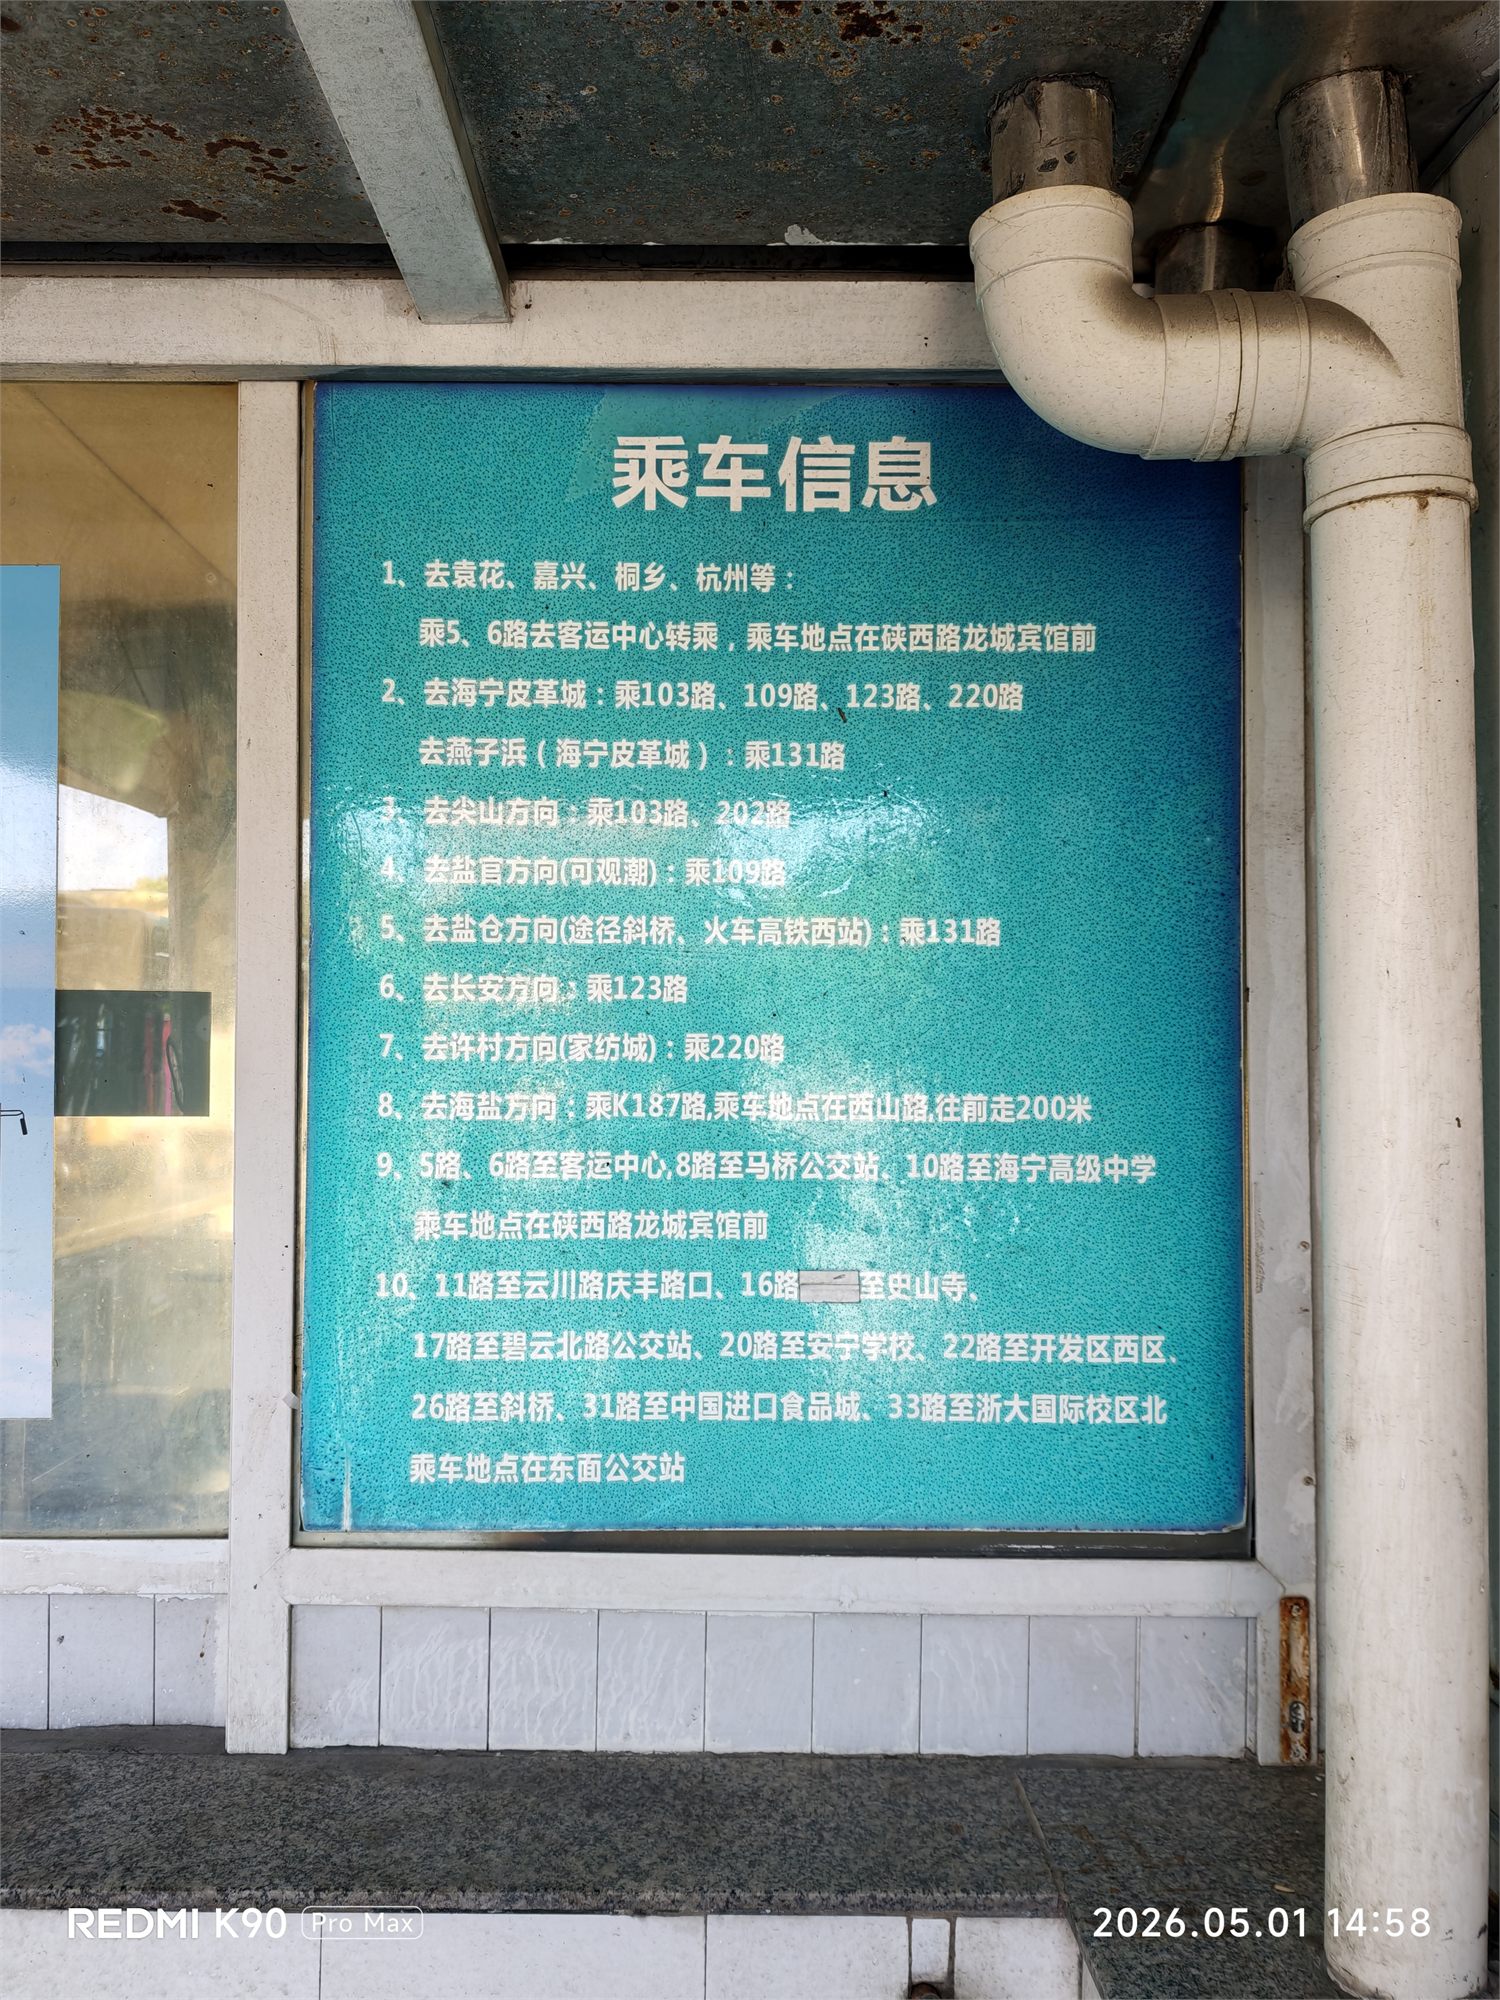 乘车信息
1、去袁花、嘉兴、桐乡、杭州等：
乘5、6路去客运中心转乘，乘车地点在硖西路龙城宾馆前
2、去海宁皮革城：乘103路、109路、123路、220路
去燕子浜（海宁皮革城）：乘131路
3、去尖山方向：乘103路、202路
4、去盐官方向(可观潮)：乘109路
5、去盐仓方向(途径斜桥、火车高铁西站)：乘131路
6、去长安方向：乘123路
7、去许村方向(家纺城)：乘220路
8、去海盐方向：乘K187路,乘车地点在西山路,往前走200米
9、5路、6路至客运中心,8路至马桥公交站、10路至海宁高级中学
乘车地点在硖西路龙城宾馆前
10、11路至云川路庆丰路口、16路至史山寺、
17路至碧云北路公交站、20路至安宁学校、22路至开发区西区、
26路至斜桥、31路至中国进口食品城、33路至浙大国际校区北
乘车地点在东面公交站
REDMI K90 Pro Max
2026.05.01 14:58